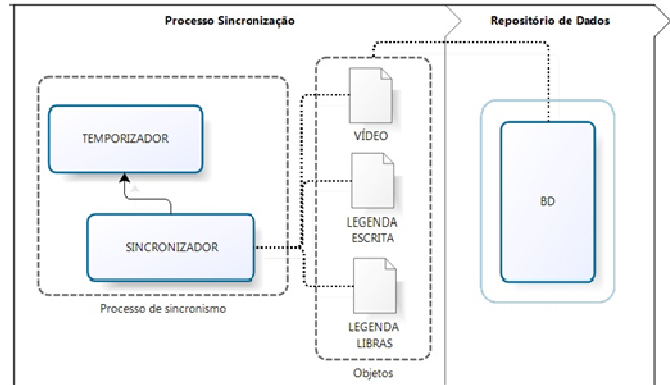 Processo Sincronização
Repositório de Dados
TEMPORIZADOR
SINCRONIZADOR
Processo de sincronismo
VÍDEO
LEGENDA
ESCRITA
LEGENDA
LIBRAS
Objetos
BD